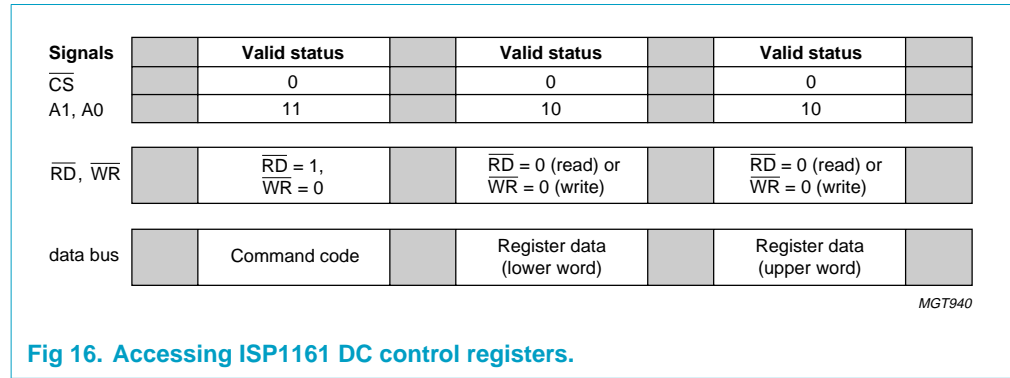 Signals Valid status Valid status Valid status
CS 0 0 0
A1, A0 11 10 10
RD, WR RD = 1, RD = 0 (read) or RD = 0 (read) or
WR = 0 WR = 0 (write) WR = 0 (write)
data bus Command code Register data Register data
(lower word) (upper word)
MGT940
Fig 16. Accessing ISP1161 DC control registers.